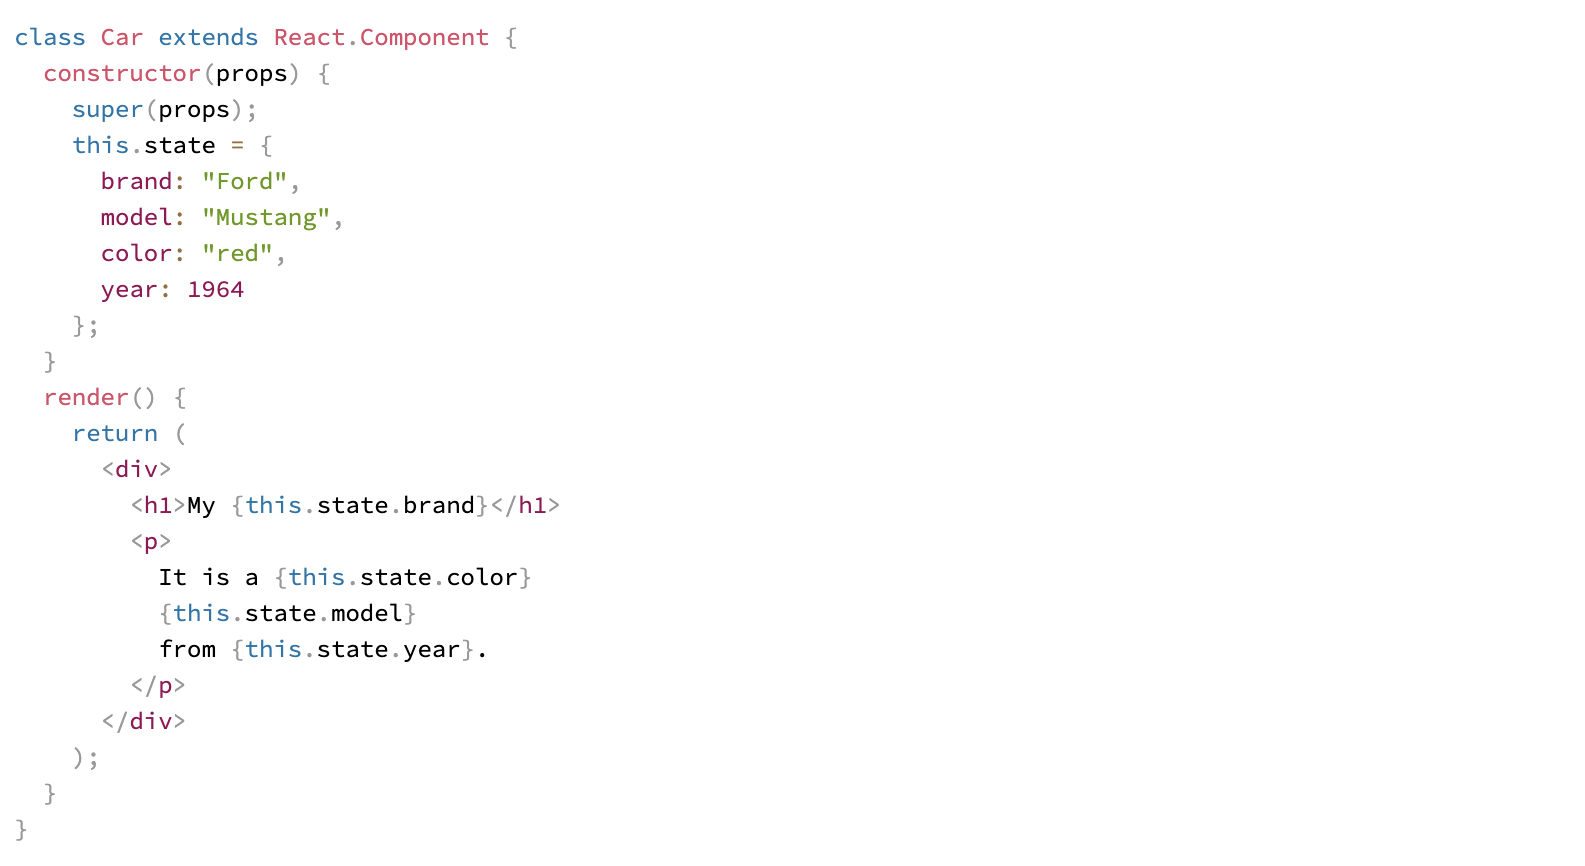 class Car extends React.Component {
  constructor(props) {
    super(props);
    this.state = {
      brand: "Ford",
      model: "Mustang",
      color: "red",
      year: 1964
    };
  }
  render() {
    return (
      <div>
        <h1>My {this.state.brand}</h1>
        <p>
          It is a {this.state.color}
          {this.state.model}
          from {this.state.year}.
        </p>
      </div>
    );
  }
}